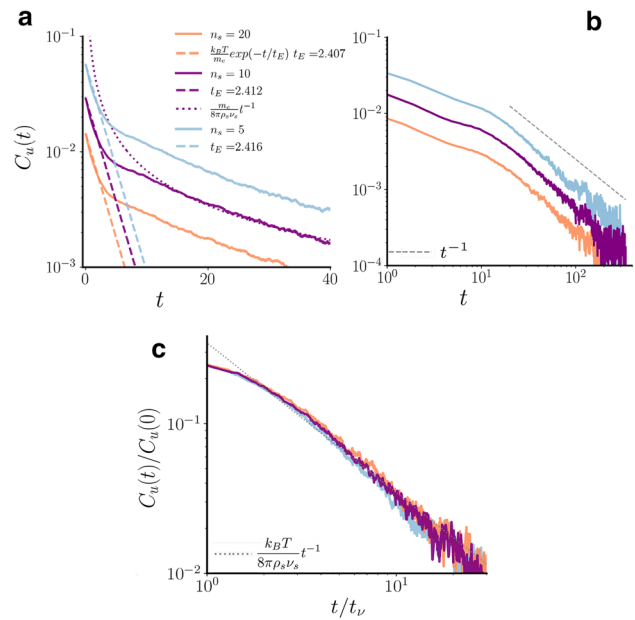 a
b
10^{-1}
10^{-2}
10^{-3}
C_u(t)
0
20
40
t
n_s = 20
\frac{k_BT}{m_c}exp(-t/t_E) t_E =2.407
n_s = 10
t_E =2.412
\frac{m_c}{8πρ_sν_s}t^{-1}
n_s = 5
t_E =2.416
10^{-1}
10^{-2}
10^{-3}
10^{-4}
10^0
10^1
10^2
t
t^{-1}
c
10^{-1}
10^{-2}
C_u(t)/C_u(0)
\frac{k_BT}{8πρ_sν_s}t^{-1}
10^0
10^1
t/t_ν